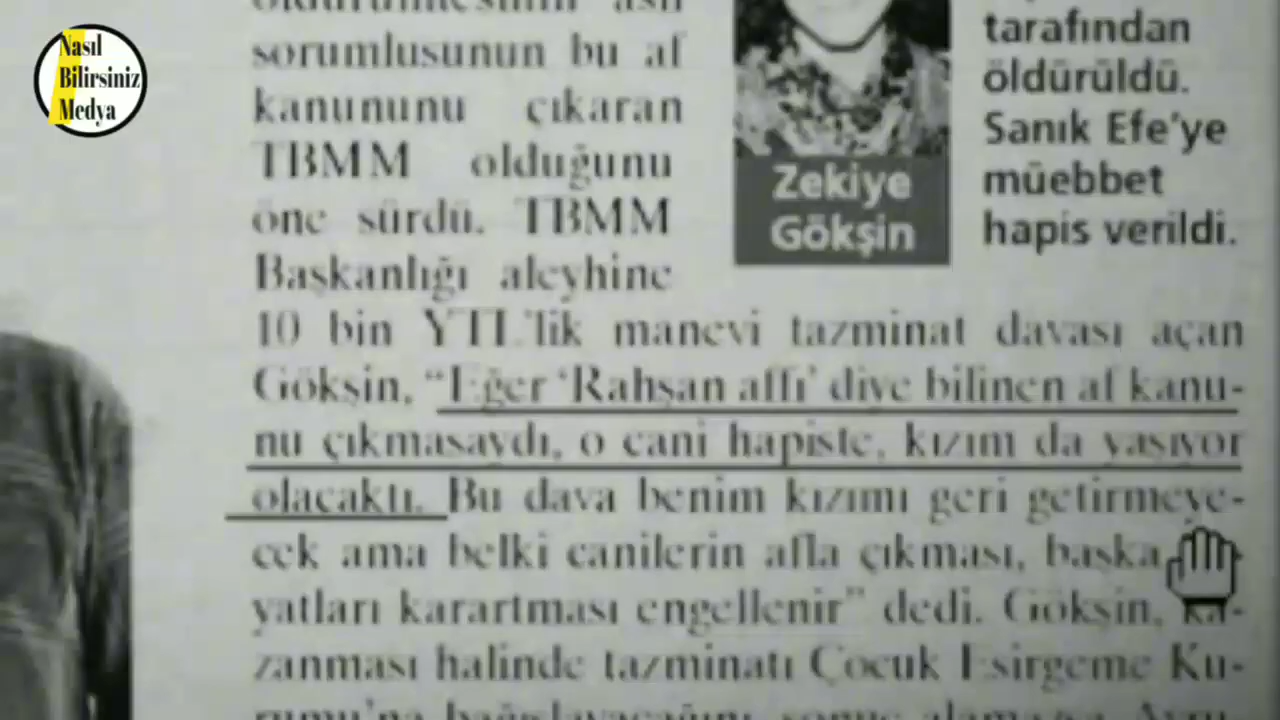 Nasıl
Bilirsiniz
Medya
sorumlusunun bu af
kanununu çıkaran
TBMM olduğunu
öne sürdü. TBMM
Başkanlığı aleyhine
10 bin YTL'lik manevi tazminat davası açan
Gökşin, “Eğer ‘Rahşan affı’ diye bilinen af kanu-
nu çıkmasaydı, o cani hapiste, kızım da yaşıyor
olacaktı. Bu dava benim kızımı geri getirmeye-
cek ama belki canilerin afla çıkması, başka
yatları karartması engellenir” dedi. Gökşin, ka-
zanması halinde tazminatı Çocuk Esirgeme Ku-
Zekiye
Gökşin
tarafından
öldürüldü.
Sanık Efe'ye
müebbet
hapis verildi.